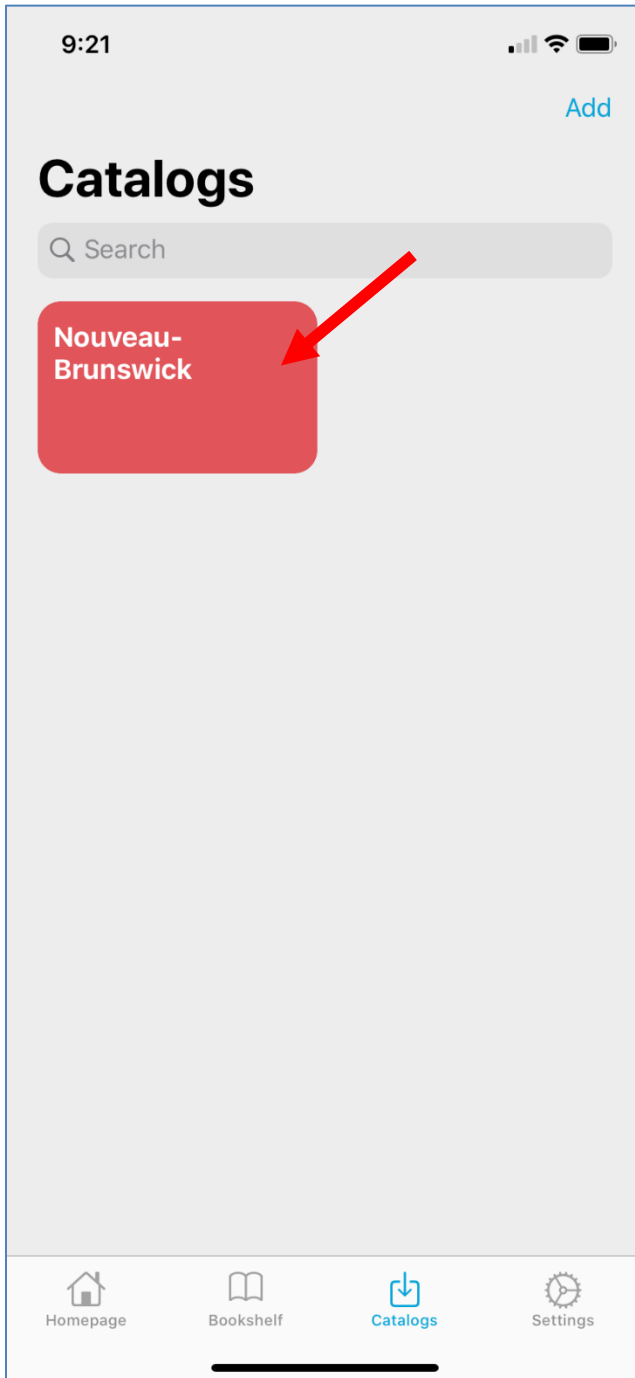 9:21
Add
Catalogs
Search
Nouveau-
Brunswick
Homepage
Bookshelf
Catalogs
Settings